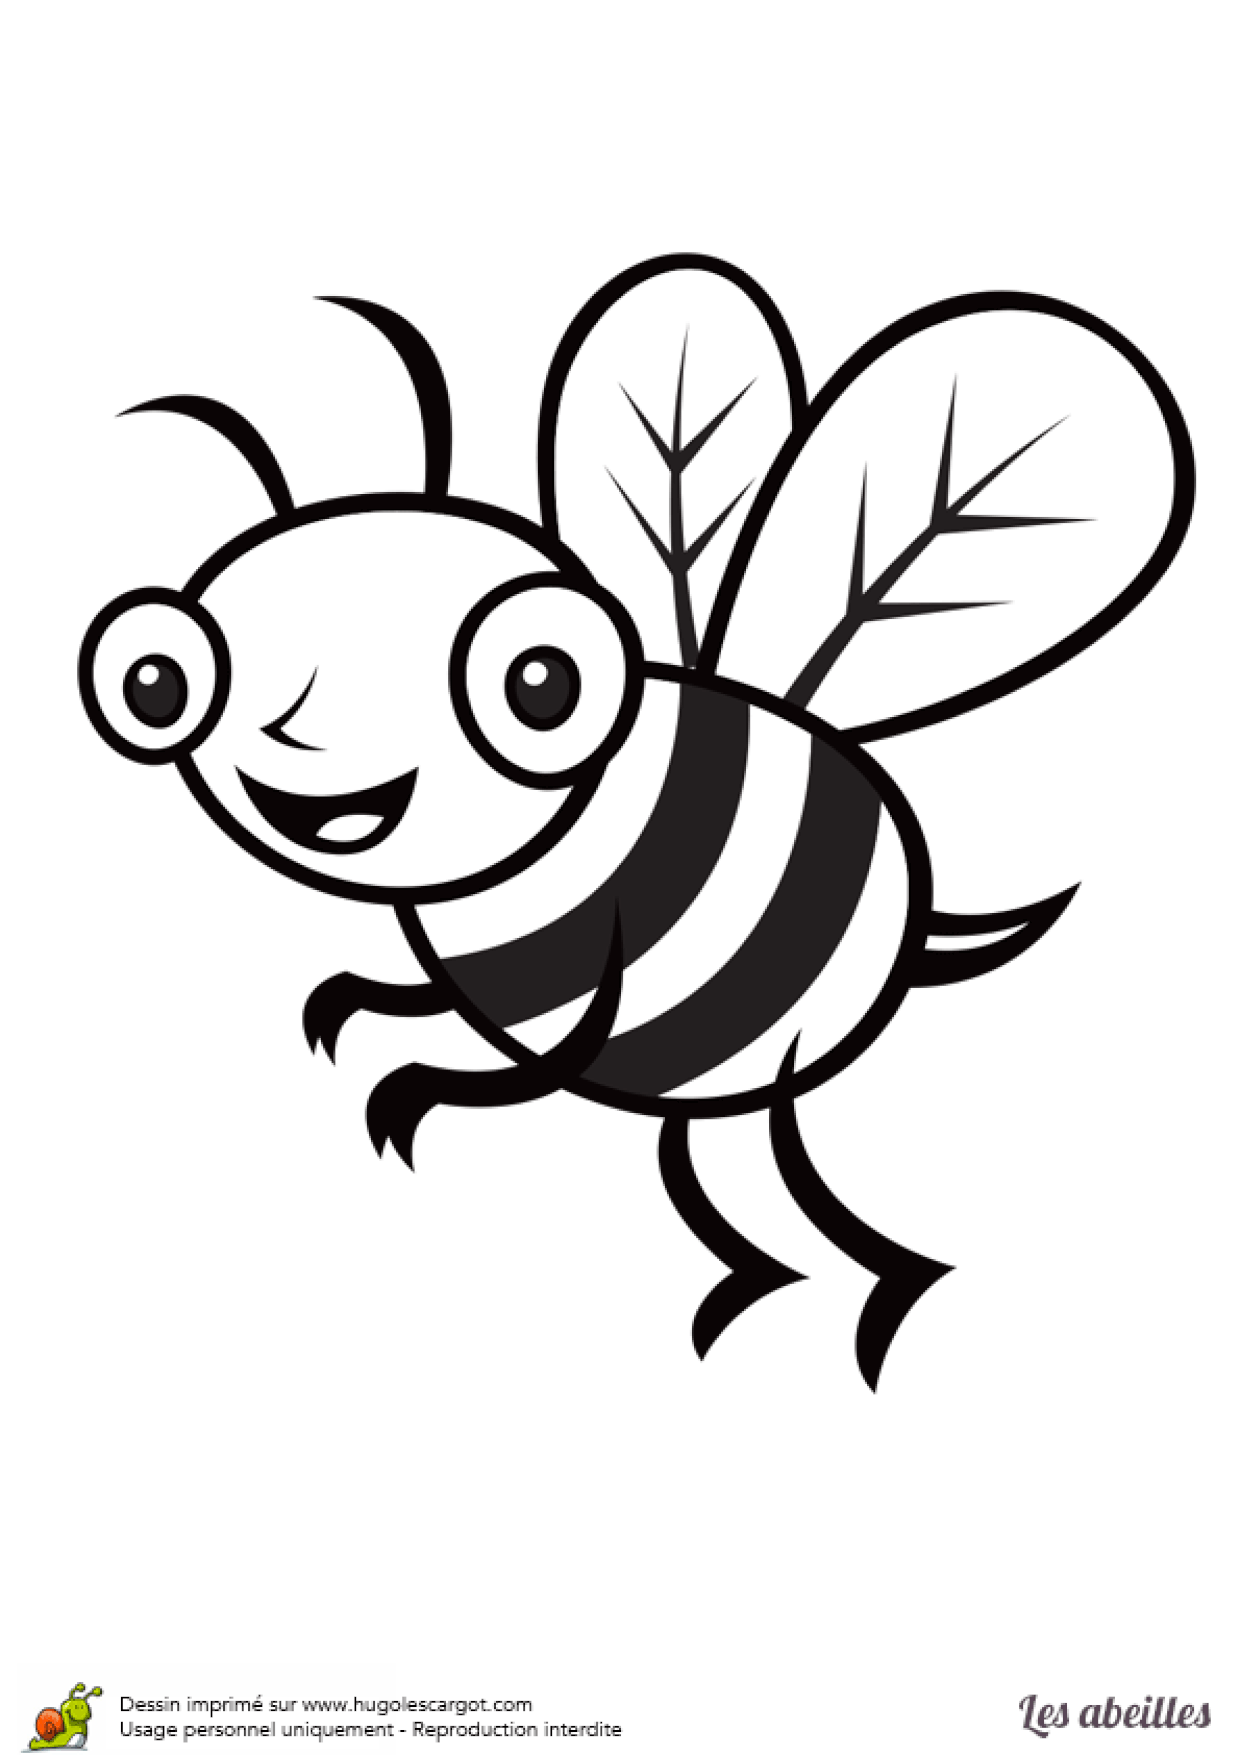 Dessin imprimé sur www.hugolescargot.com
Usage personnel uniquement - Reproduction interdite
Les abeilles